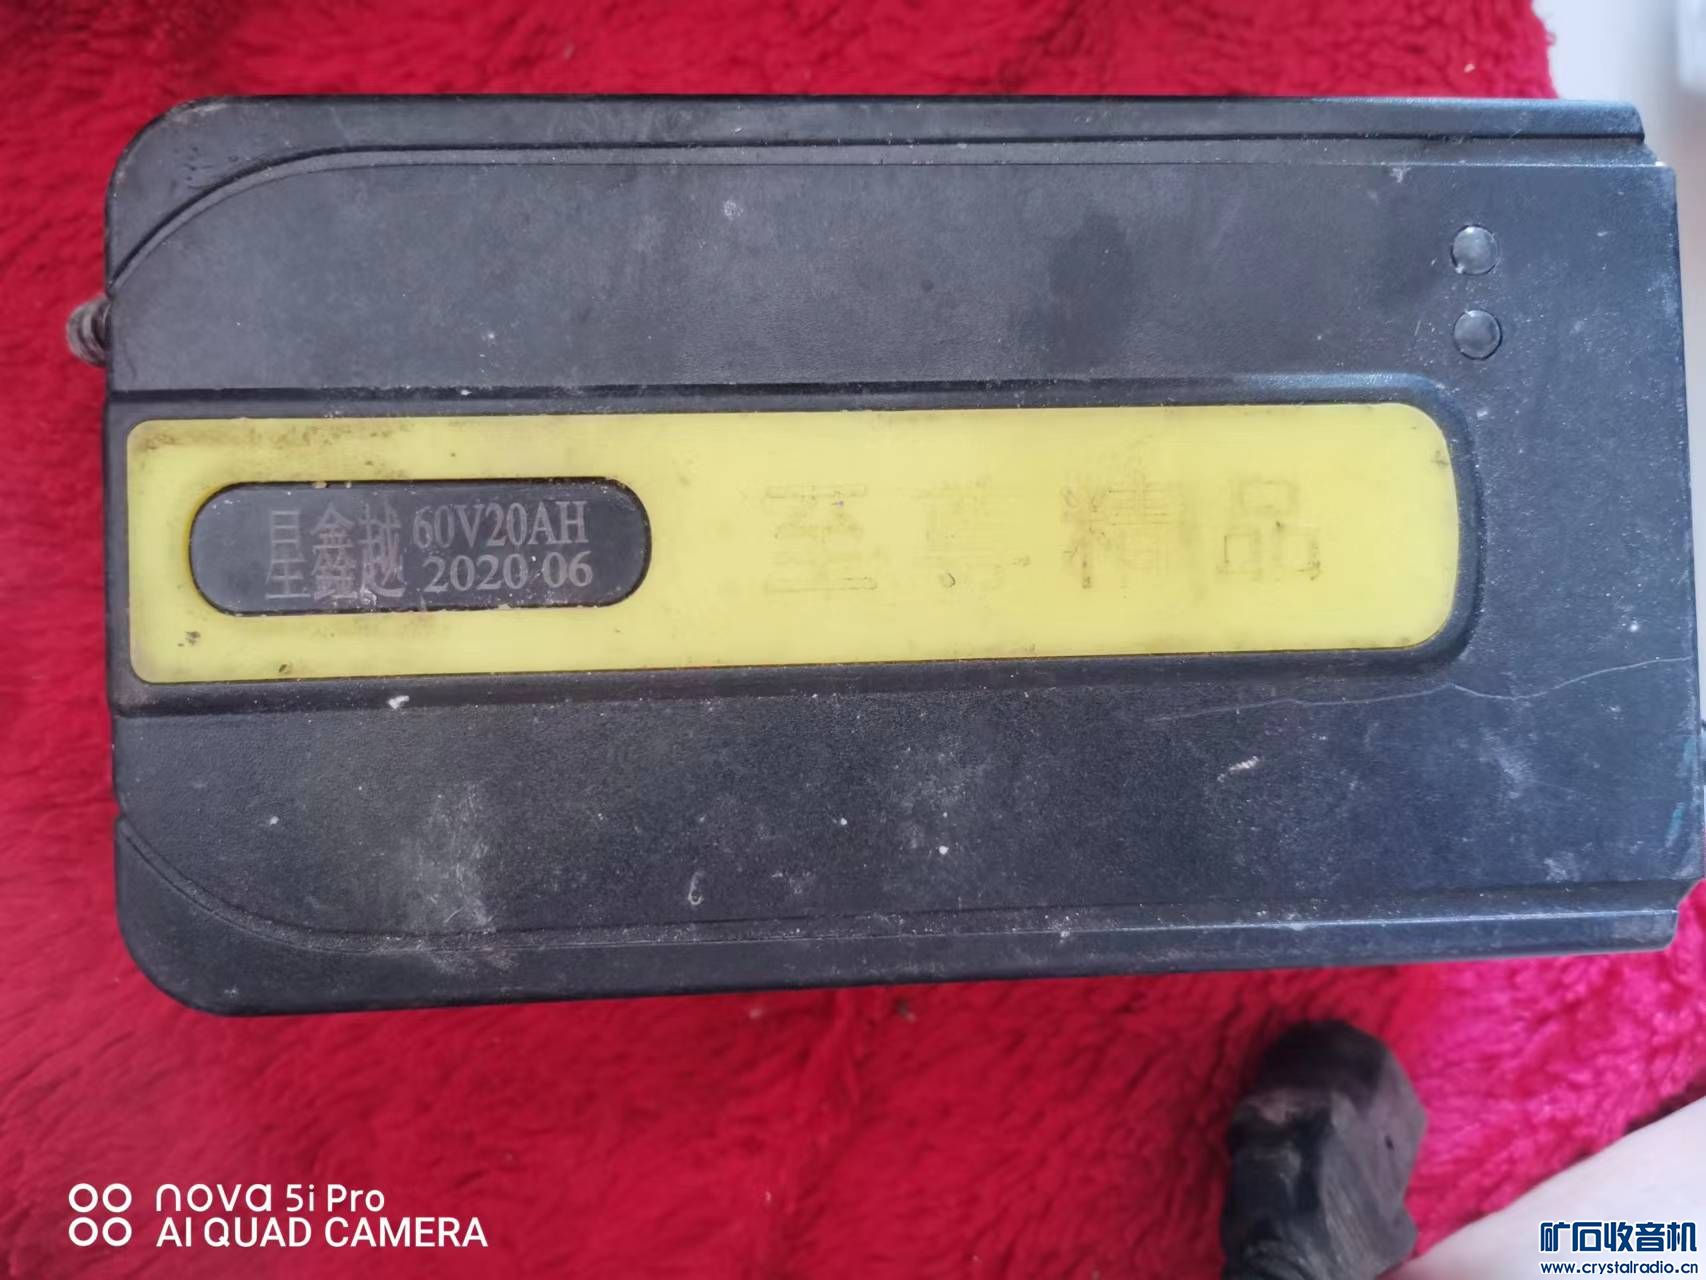 星鑫越 60V20AH
2020 06
至尊精品
nova 5i Pro
AI QUAD CAMERA
矿石收音机
www.crystalradio.cn